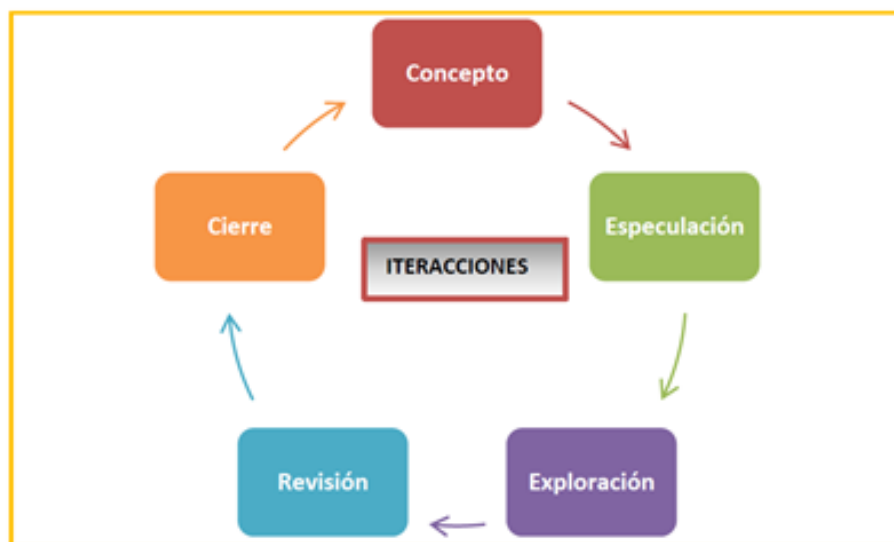 Concepto
Especulación
Exploración
Revisión
Cierre
ITERACCIONES